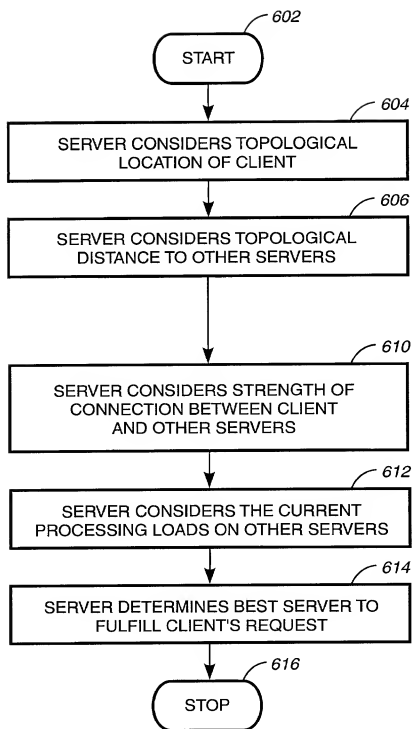 602
START
604
SERVER CONSIDERS TOPOLOGICAL
LOCATION OF CLIENT
606
SERVER CONSIDERS TOPOLOGICAL
DISTANCE TO OTHER SERVERS
610
SERVER CONSIDERS STRENGTH OF
CONNECTION BETWEEN CLIENT
AND OTHER SERVERS
612
SERVER CONSIDERS THE CURRENT
PROCESSING LOADS ON OTHER SERVERS
614
SERVER DETERMINES BEST SERVER TO
FULFILL CLIENT'S REQUEST
616
STOP